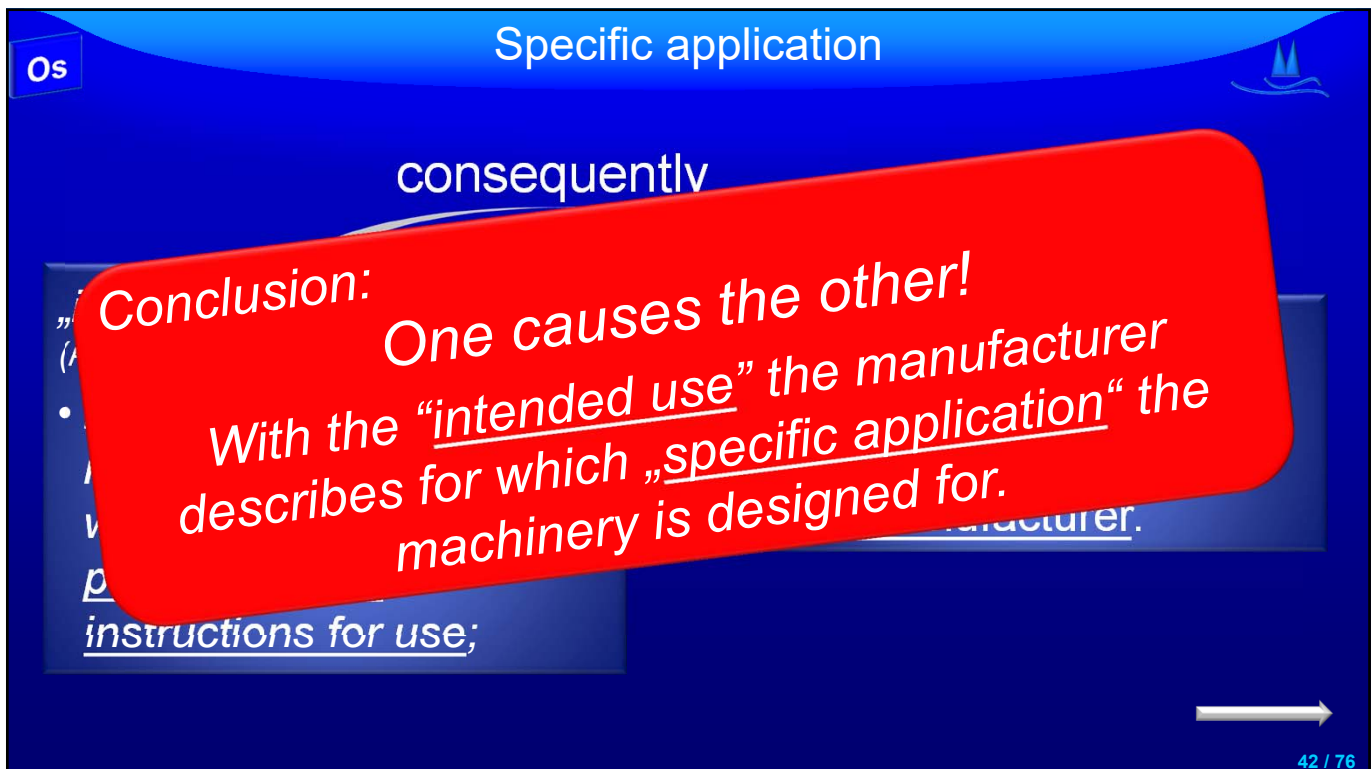 Specific application
Os
consequently
Conclusion:
One causes the other!
With the “intended use” the manufacturer
describes for which „specific application“ the
machinery is designed for.
instructions for use;
42 / 76